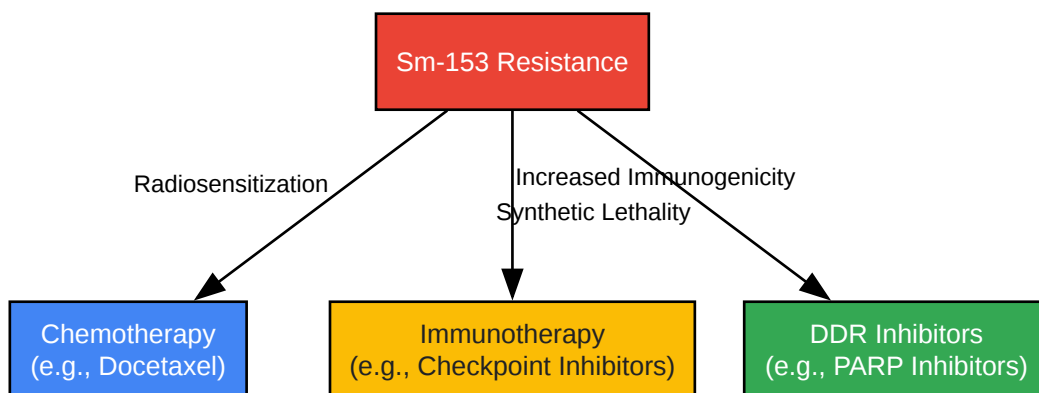 Sm-153 Resistance
Radiosensitization
Increased Immunogenicity
Synthetic Lethality
Chemotherapy
(e.g., Docetaxel)
Immunotherapy
(e.g., Checkpoint Inhibitors)
DDR Inhibitors
(e.g., PARP Inhibitors)